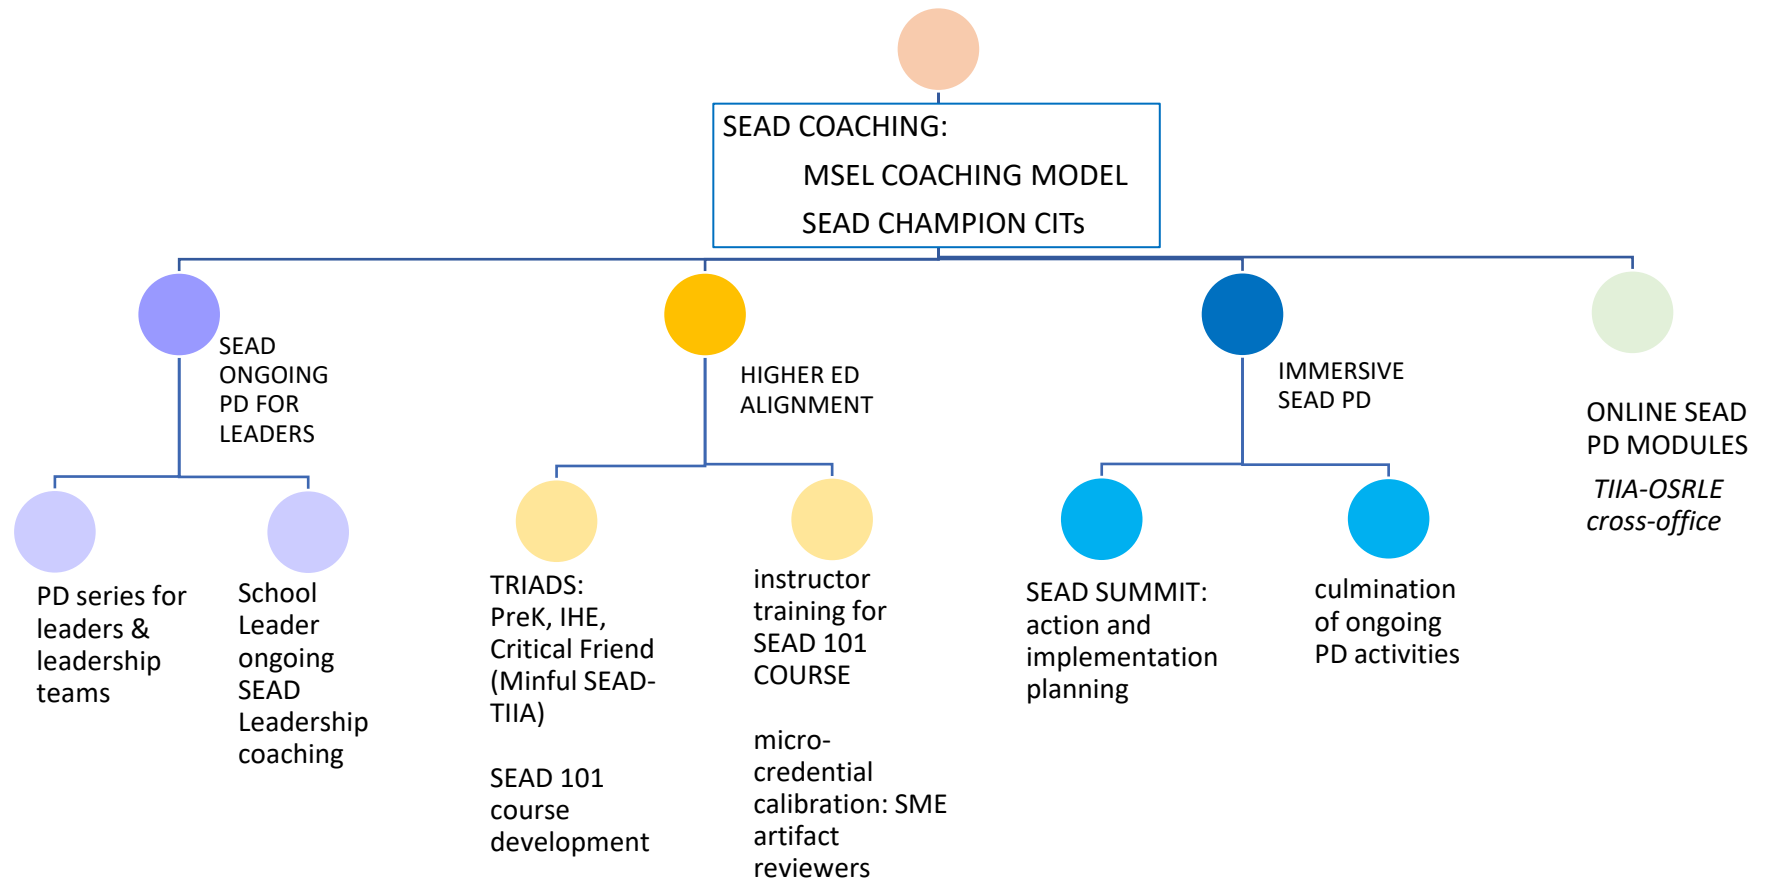 SEAD COACHING:
MSEL COACHING MODEL
SEAD CHAMPION CITs
SEAD
ONGOING
PD FOR
LEADERS
HIGHER ED
ALIGNMENT
IMMERSIVE
SEAD PD
ONLINE SEAD
PD MODULES
TIIA-OSRLE
cross-office
PD series for
leaders &
leadership
teams
School
Leader
ongoing
SEAD
Leadership
coaching
TRIADS:
PreK, IHE,
Critical Friend
(Minful SEAD-
TIIA)
SEAD 101
course
development
instructor
training for
SEAD 101
COURSE
micro-
credential
calibration: SME
artifact
reviewers
SEAD SUMMIT:
action and
implementation
planning
culmination
of ongoing
PD activities